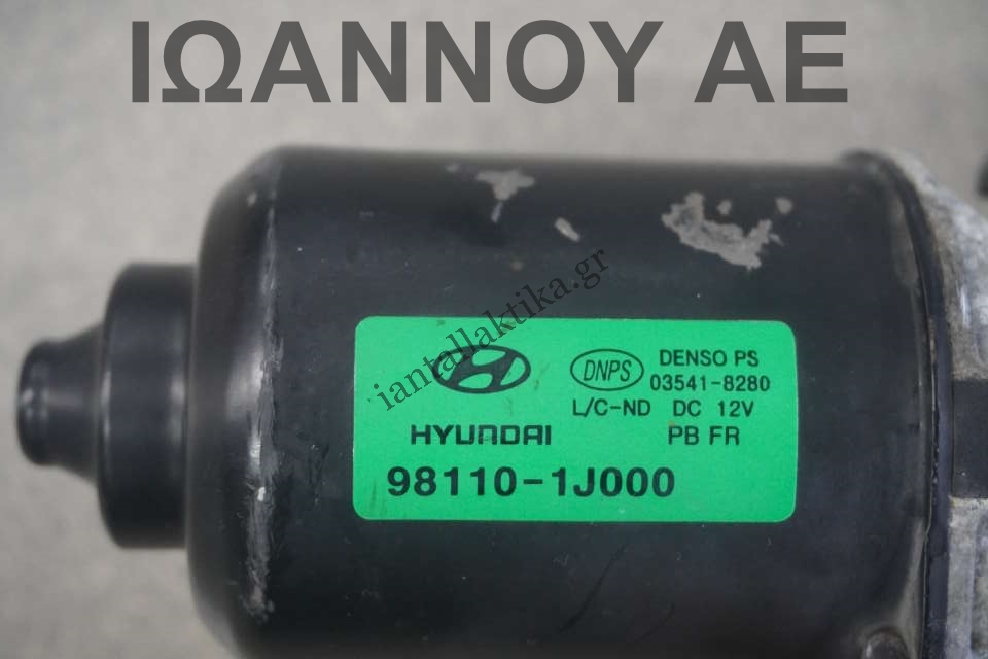 ΙΩΑΝΝΟΥ ΑΕ
iantallaktika.gr
HYUNDAI
98110-1J000
DNPS
DENSO PS
03541-8280
L/C-ND DC 12V
PB FR